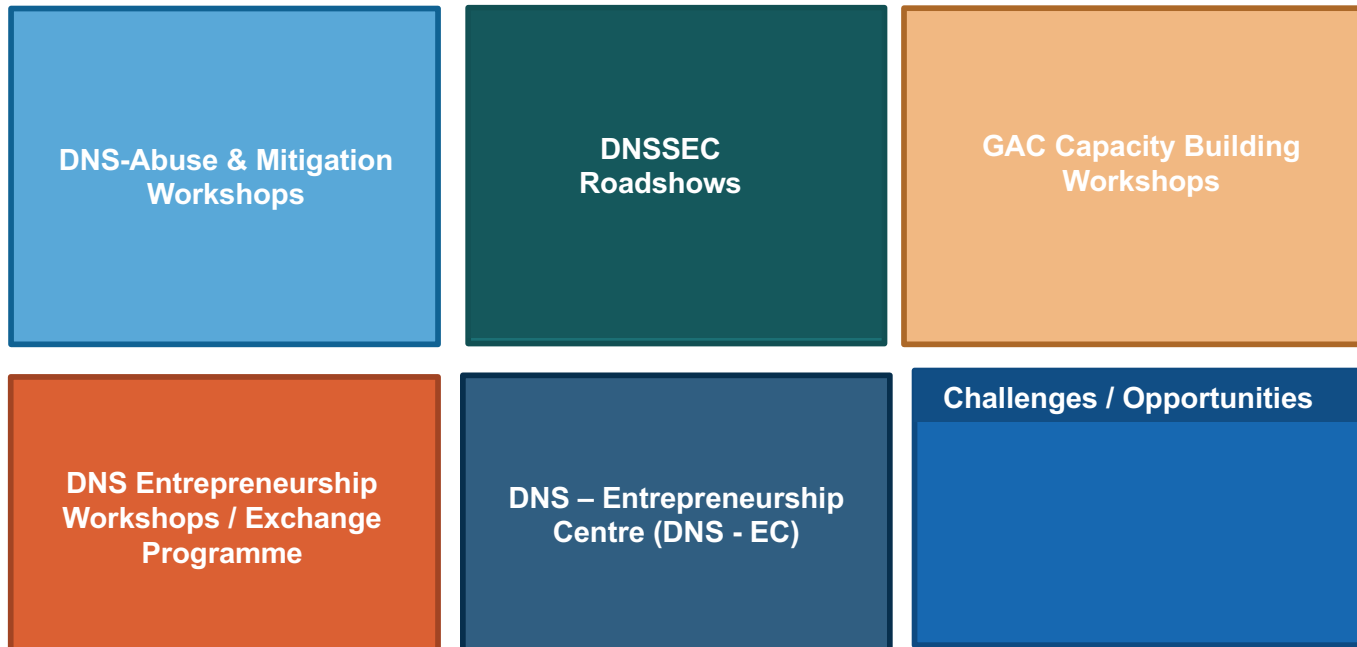 DNS-Abuse & Mitigation
Workshops
DNSSEC
Roadshows
GAC Capacity Building
Workshops
DNS Entrepreneurship
Workshops / Exchange
Programme
DNS – Entrepreneurship
Centre (DNS - EC)
Challenges / Opportunities